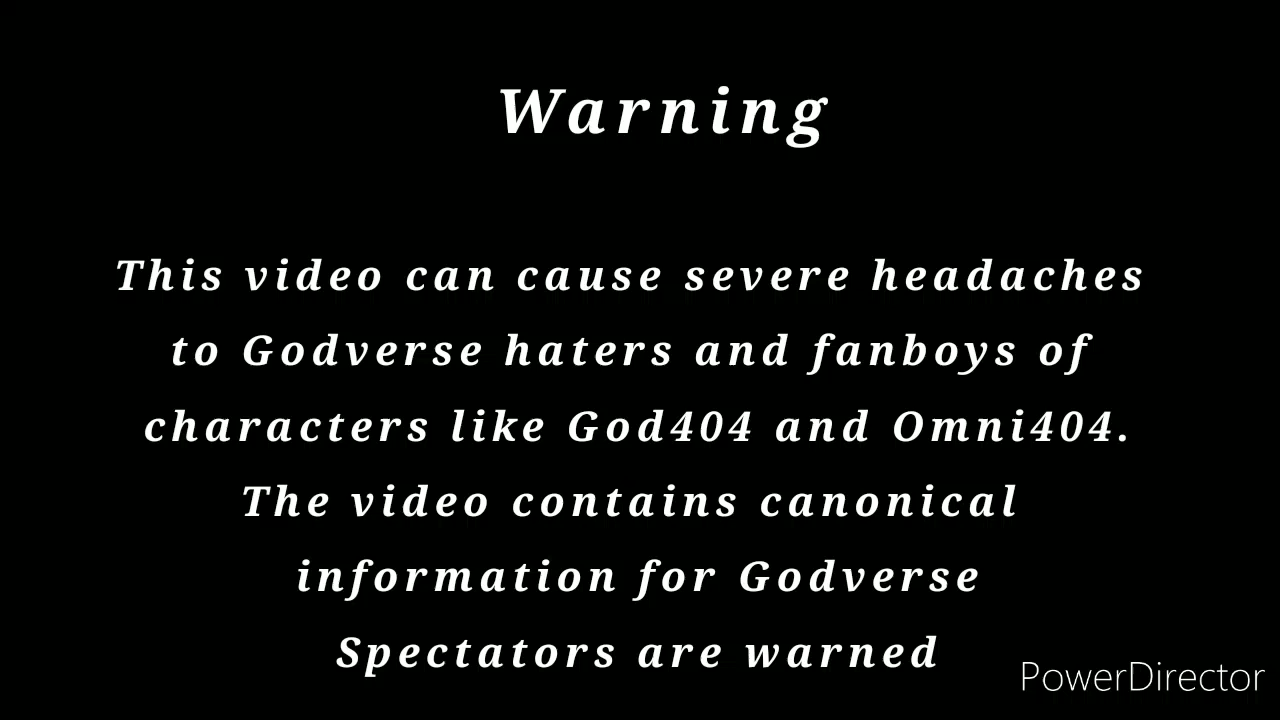 Warning
This video can cause severe headaches
to Godverse haters and fanboys of
characters like God404 and Omni404.
The video contains canonical
information for Godverse
Spectators are warned
PowerDirector